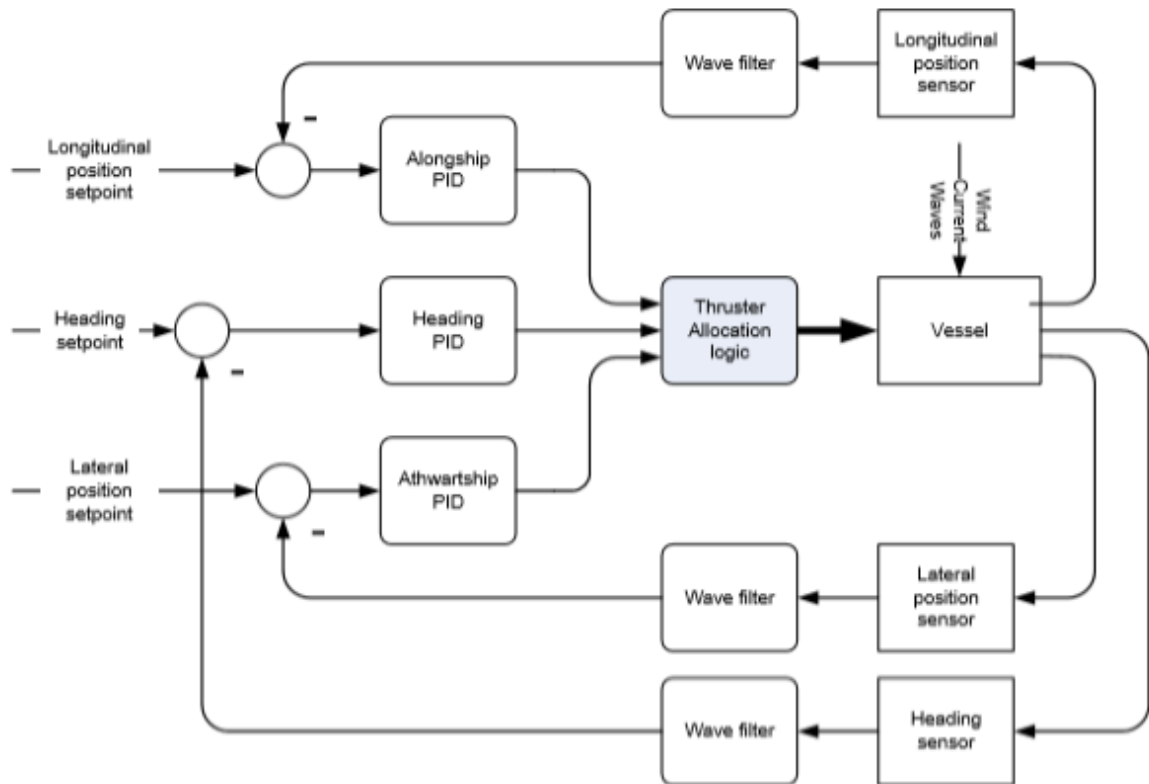 Wave filter
Longitudinal
position
sensor
-
Longitudinal
position
setpoint
Alongship
PID
Wind
Current
Waves
Heading
setpoint
-
Heading
PID
Thruster
Allocation
logic
Vessel
Lateral
position
setpoint
-
Athwartship
PID
Wave filter
Lateral
position
sensor
Wave filter
Heading
sensor